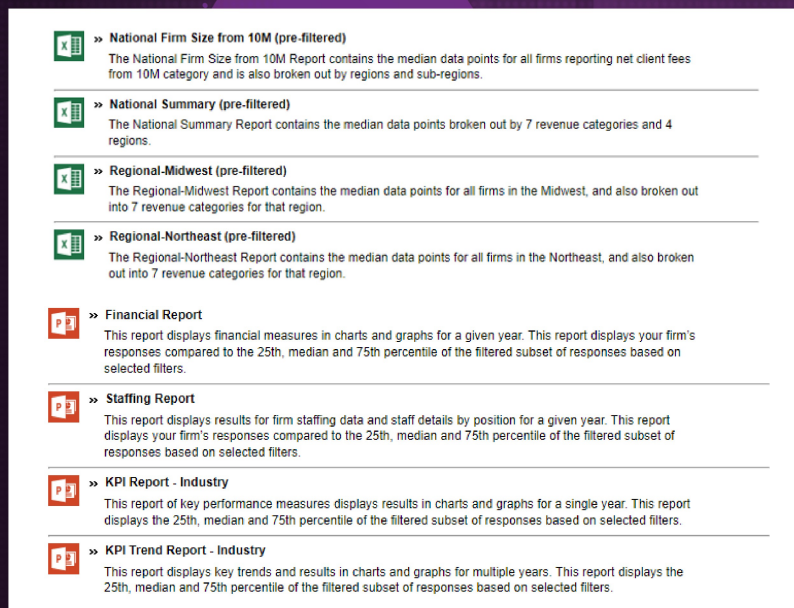 » National Firm Size from 10M (pre-filtered)
The National Firm Size from 10M Report contains the median data points for all firms reporting net client fees
from 10M category and is also broken out by regions and sub-regions.
» National Summary (pre-filtered)
The National Summary Report contains the median data points broken out by 7 revenue categories and 4
regions.
» Regional-Midwest (pre-filtered)
The Regional-Midwest Report contains the median data points for all firms in the Midwest, and also broken out
into 7 revenue categories for that region.
» Regional-Northeast (pre-filtered)
The Regional-Northeast Report contains the median data points for all firms in the Northeast, and also broken
out into 7 revenue categories for that region.
» Financial Report
This report displays financial measures in charts and graphs for a given year. This report displays your firm's
responses compared to the 25th, median and 75th percentile of the filtered subset of responses based on
selected filters.
» Staffing Report
This report displays results for firm staffing data and staff details by position for a given year. This report
displays your firm's responses compared to the 25th, median and 75th percentile of the filtered subset of
responses based on selected filters.
» KPI Report - Industry
This report of key performance measures displays results in charts and graphs for a single year. This report
displays the 25th, median and 75th percentile of the filtered subset of responses based on selected filters.
» KPI Trend Report - Industry
This report displays key trends and results in charts and graphs for multiple years. This report displays the
25th, median and 75th percentile of the filtered subset of responses based on selected filters.